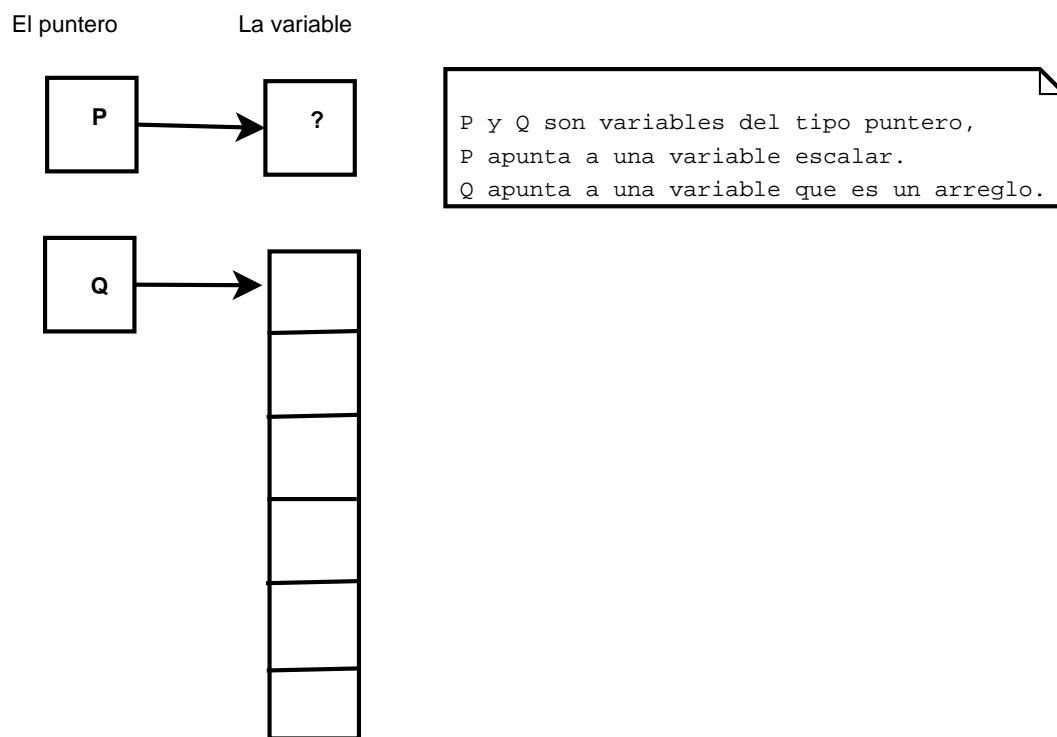 El puntero La variable
P ?
P y Q son variables del tipo puntero,
P apunta a una variable escalar.
Q apunta a una variable que es un arreglo.
Q